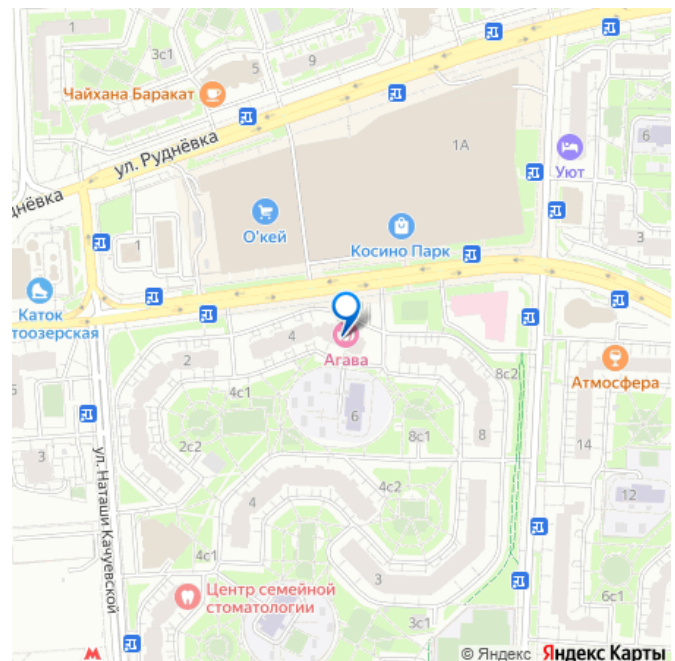 1
3с1
5
9
Чайхана Баракат
ул. Руднёвка
днёвка
1А
6
Уют
О'кей
Косино Парк
1
3
Каток
тоозерская
4
Агава
2
4с1
8с2
Атмосфера
6
8с1
8
2с2
14
3
ул. Наташи Качуевской
4с2
4
12
4с1
3
Центр семейной
стоматологии
6с1
3с1
© Яндекс Яндекс Карты